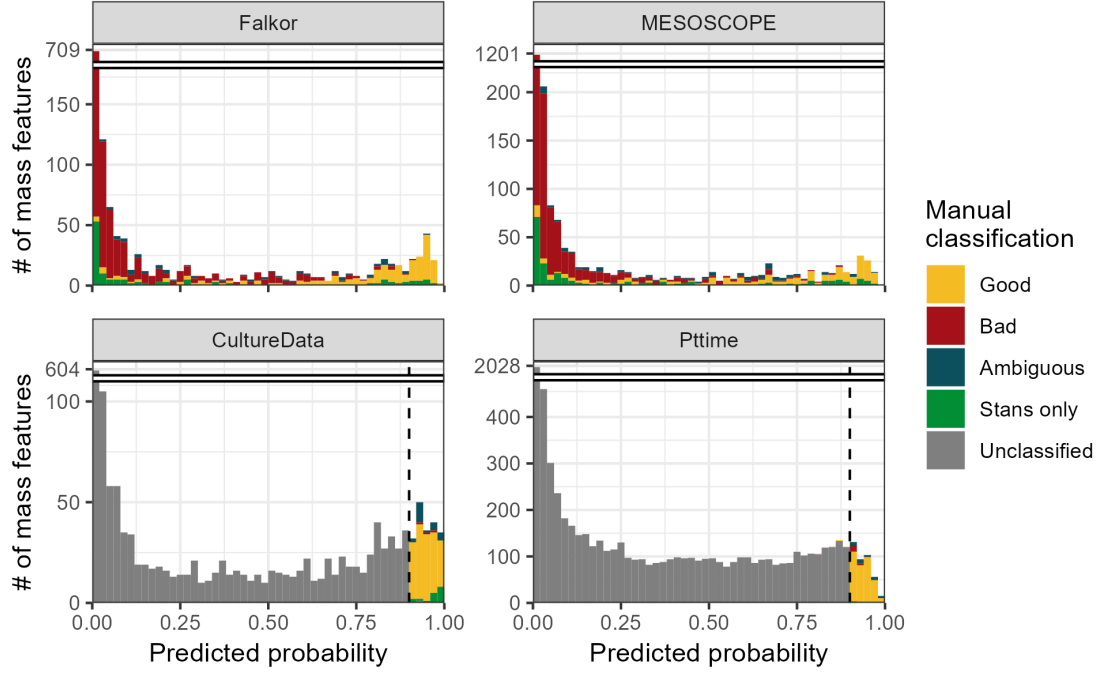 Falkor
MESOSCOPE
709
150
100
50
0
1201
200
150
100
50
0
# of mass features
CultureData
Pttime
604
100
50
0
2028
400
300
200
100
0
# of mass features
0.00 0.25 0.50 0.75 1.00
0.00 0.25 0.50 0.75 1.00
Predicted probability
Predicted probability
Manual
classification
Good
Bad
Ambiguous
Stans only
Unclassified